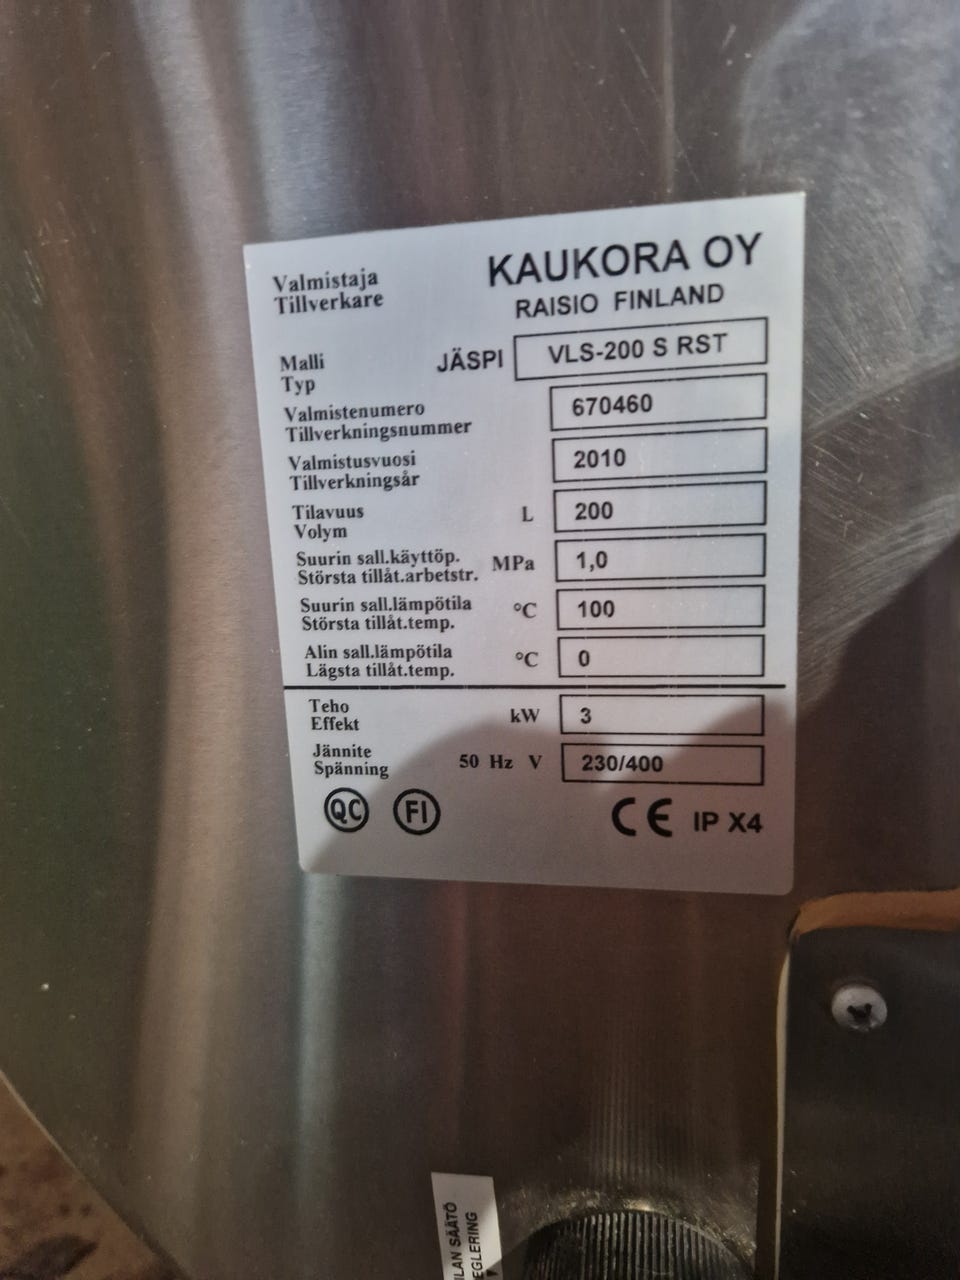 Valmistaja
Tillverkare
KAUKORA OY
RAISIO FINLAND
Malli
Typ
JÄSPI VLS-200 S RST
Valmistenumero
Tillverkningsnummer
670460
Valmistusvuosi
Tillverkningsår
2010
Tilavuus
Volym
L 200
Suurin sall.käyttöp.
Största tillåt.arbetstr.
MPa 1,0
Suurin sall.lämpötila
Största tillåt.temp.
°C 100
Alin sall.lämpötila
Lägsta tillåt.temp.
°C 0
Teho
Effekt
kW 3
Jännite
Spänning
50 Hz V 230/400
QC FI CE IP X4
SÄÄTÖ